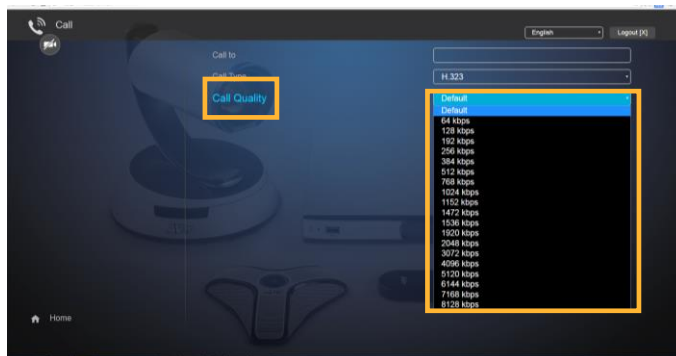 Call
English
Logout [X]
Call to
Call Type
H.323
Call Quality
Default
Default
64 kbps
128 kbps
192 kbps
256 kbps
384 kbps
512 kbps
768 kbps
1024 kbps
1152 kbps
1472 kbps
1536 kbps
1920 kbps
2048 kbps
3072 kbps
4096 kbps
5120 kbps
6144 kbps
7168 kbps
8128 kbps
Home